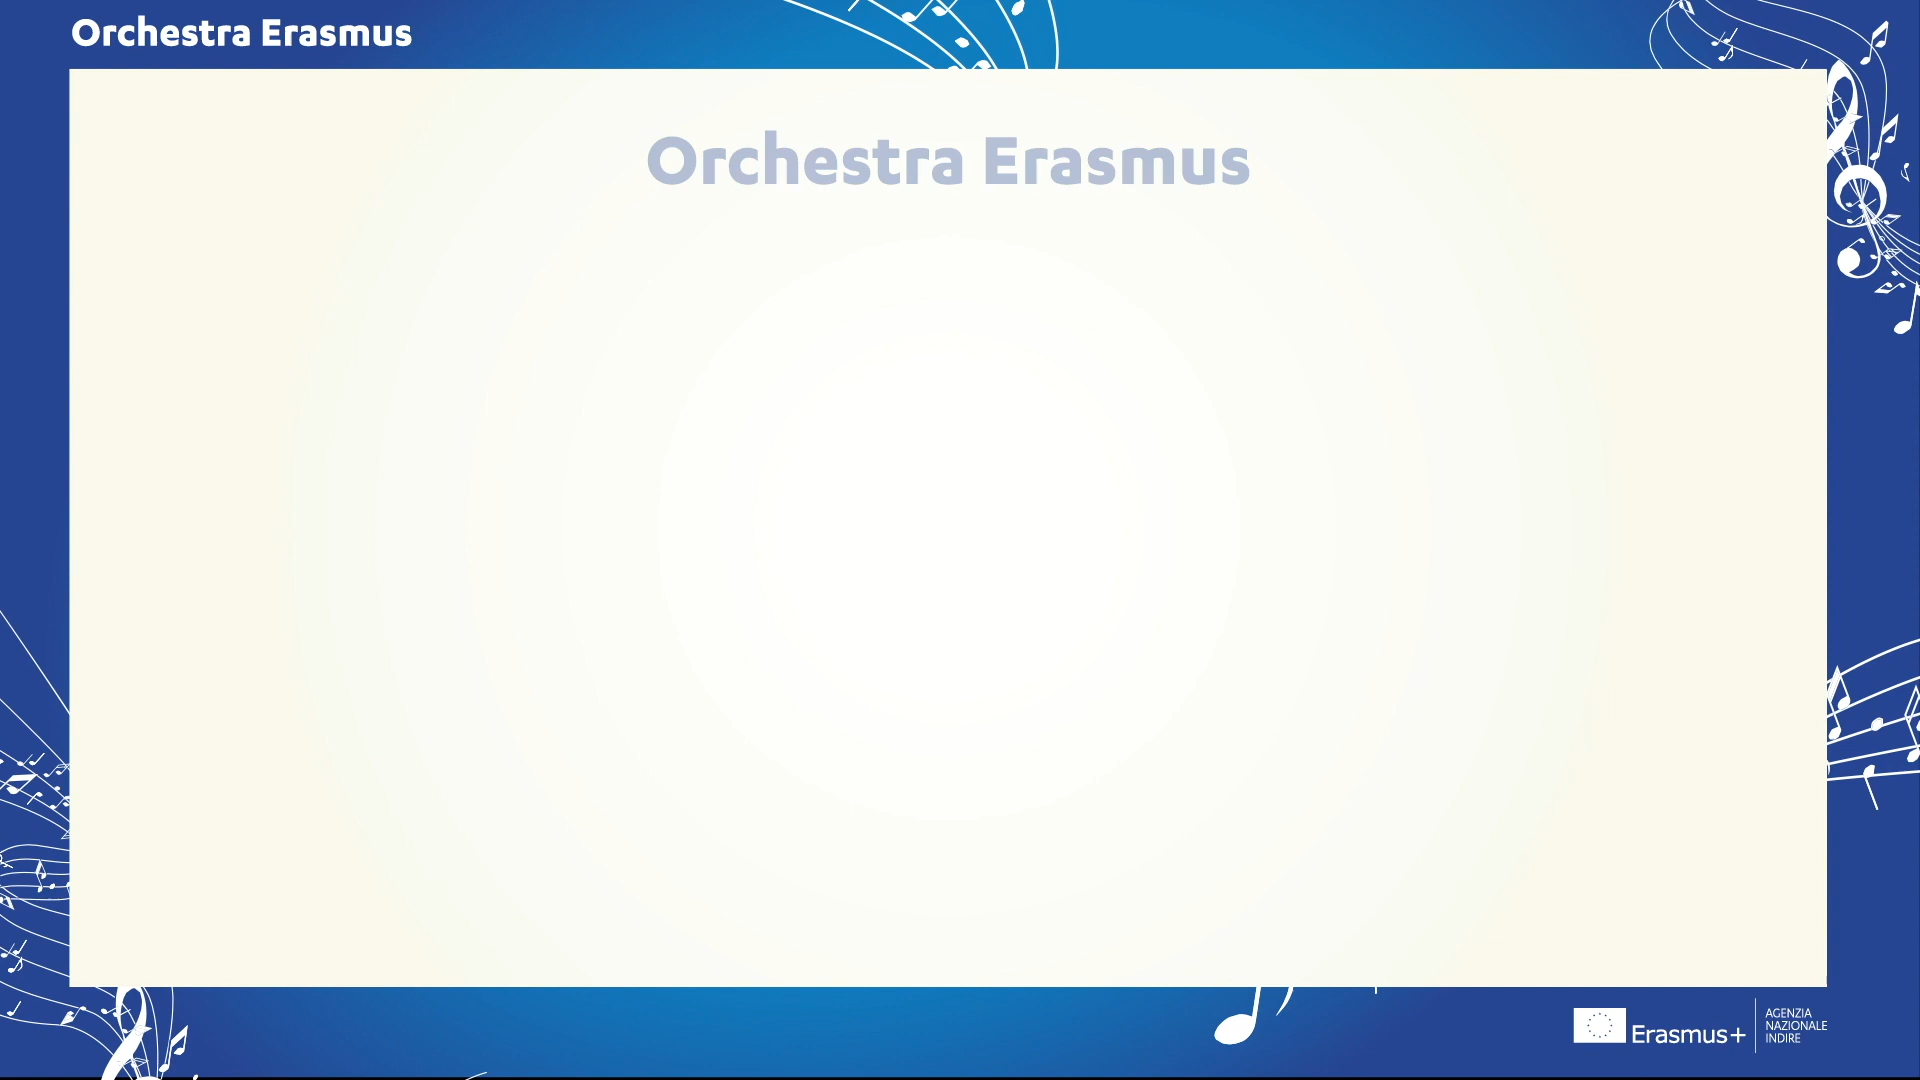 Orchestra Erasmus
Orchestra Erasmus
Erasmus+
AGENZIA
NAZIONALE
INDIRE